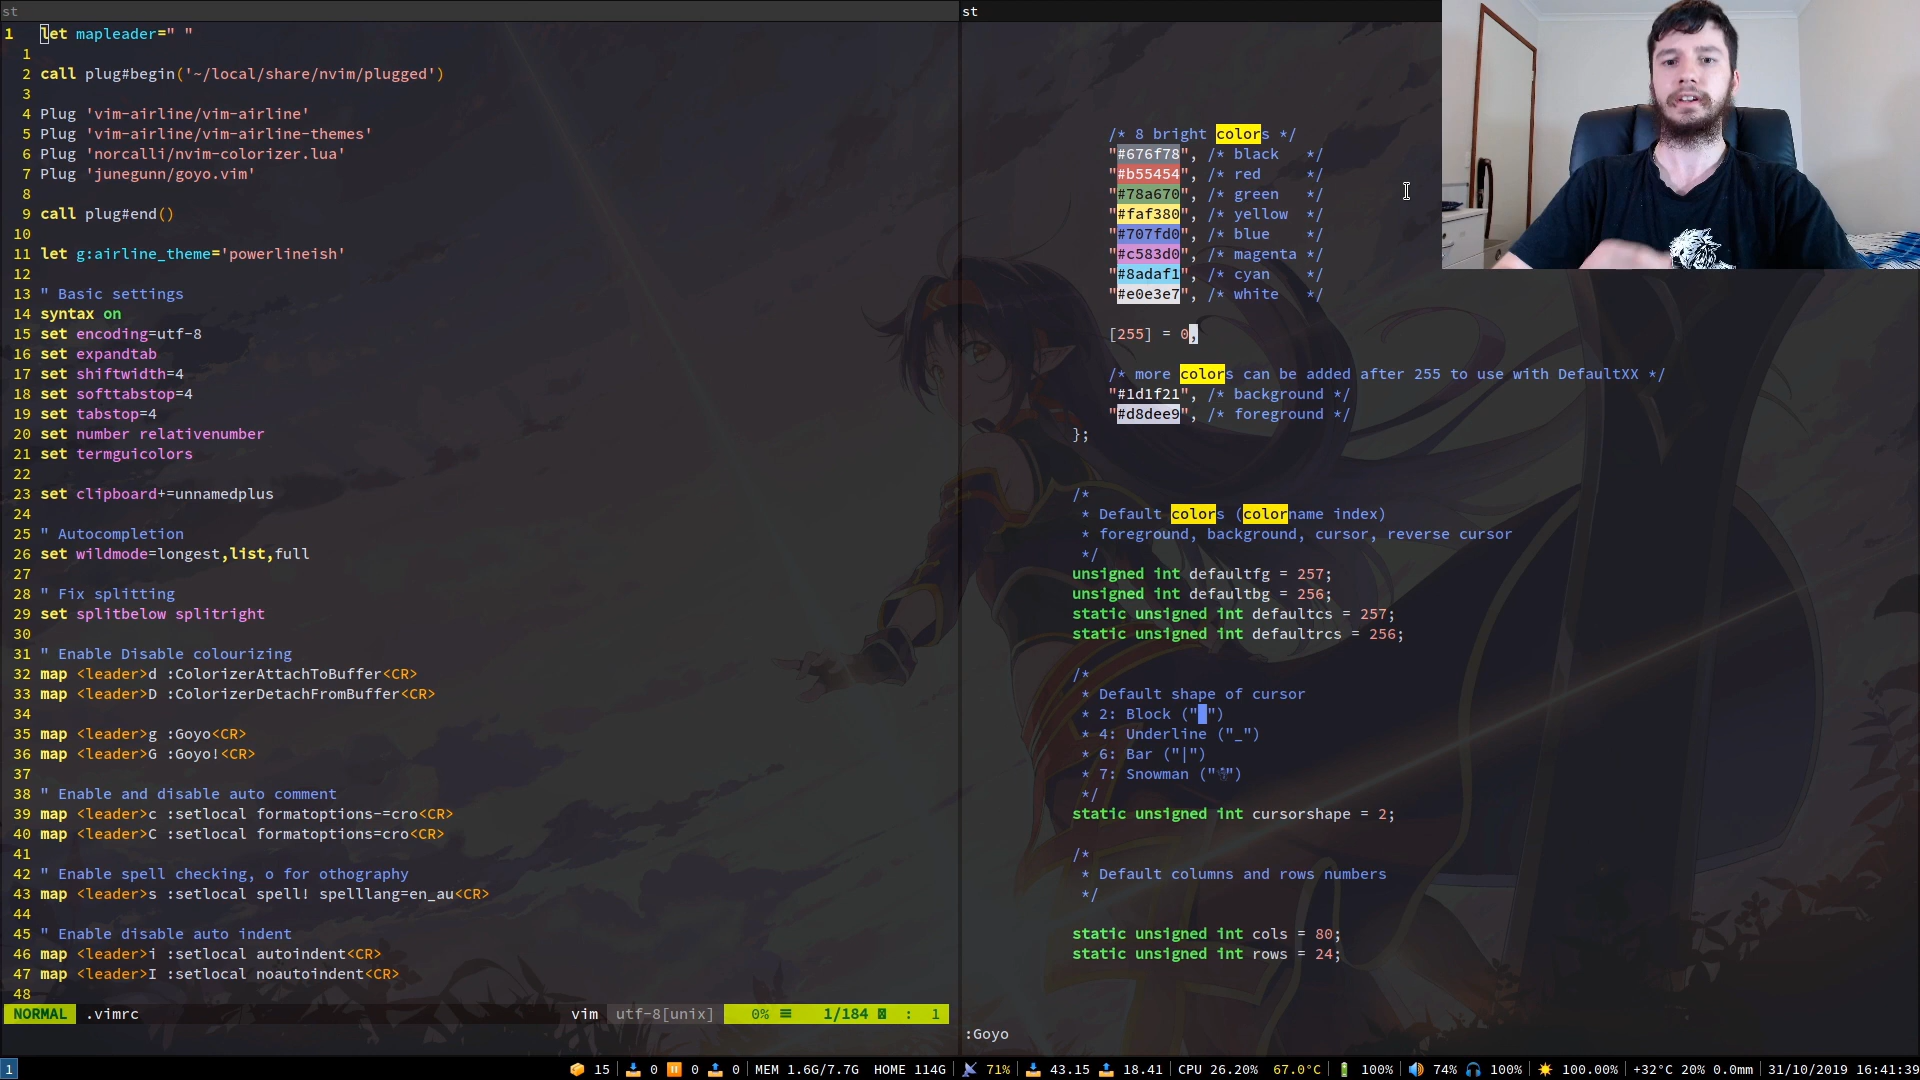 st
1 let mapleader=" "
1
2 call plug#begin('~/local/share/nvim/plugged')
3
4 Plug 'vim-airline/vim-airline'
5 Plug 'vim-airline/vim-airline-themes'
6 Plug 'norcalli/nvim-colorizer.lua'
7 Plug 'junegunn/goyo.vim'
8
9 call plug#end()
10
11 let g:airline_theme='powerlineish'
12
13 " Basic settings
14 syntax on
15 set encoding=utf-8
16 set expandtab
17 set shiftwidth=4
18 set softtabstop=4
19 set tabstop=4
20 set number relativenumber
21 set termguicolors
22
23 set clipboard+=unnamedplus
24
25 " Autocompletion
26 set wildmode=longest,list,full
27
28 " Fix splitting
29 set splitbelow splitright
30
31 " Enable Disable colourizing
32 map <leader>d :ColorizerAttachToBuffer<CR>
33 map <leader>D :ColorizerDetachFromBuffer<CR>
34
35 map <leader>g :Goyo<CR>
36 map <leader>G :Goyo!<CR>
37
38 " Enable and disable auto comment
39 map <leader>c :setlocal formatoptions-=cro<CR>
40 map <leader>C :setlocal formatoptions=cro<CR>
41
42 " Enable spell checking, o for othography
43 map <leader>s :setlocal spell! spelllang=en_au<CR>
44
45 " Enable disable auto indent
46 map <leader>i :setlocal autoindent<CR>
47 map <leader>I :setlocal noautoindent<CR>
48
NORMAL .vimrc vim utf-8[unix] 0% ≡ 1/184 : 1
st
/* 8 bright colors */
"#676f78", /* black */
"#b55454", /* red */
"#78a670", /* green */
"#faf380", /* yellow */
"#707fd0", /* blue */
"#c583d0", /* magenta */
"#8adaf1", /* cyan */
"#e0e3e7", /* white */
[255] = 0,
/* more colors can be added after 255 to use with DefaultXX */
"#1d1f21", /* background */
"#d8dee9", /* foreground */
};
/*
* Default colors (colorname index)
* foreground, background, cursor, reverse cursor
*/
unsigned int defaultfg = 257;
unsigned int defaultbg = 256;
static unsigned int defaultcs = 257;
static unsigned int defaultrcs = 256;
/*
* Default shape of cursor
* 2: Block ("█")
* 4: Underline ("_")
* 6: Bar ("|")
* 7: Snowman ("☃")
*/
static unsigned int cursorshape = 2;
/*
* Default columns and rows numbers
*/
static unsigned int cols = 80;
static unsigned int rows = 24;
:Goyo
1 15 0 0 0 MEM 1.6G/7.7G HOME 114G 71% 43.15 18.41 CPU 26.20% 67.0°C 100% 74% 100% 100.00% +32°C 20% 0.0mm 31/10/2019 16:41:39